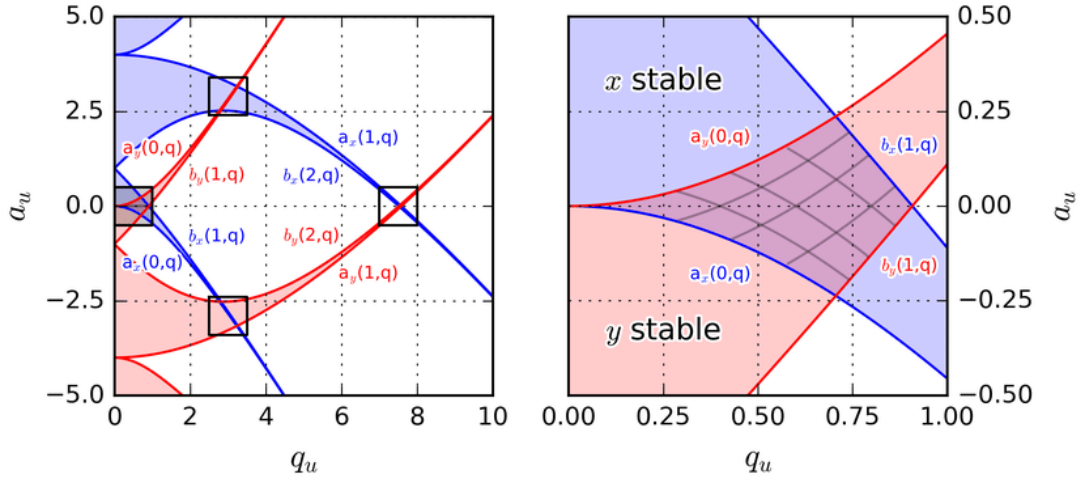 5.0
2.5
0.0
−2.5
−5.0
a_u
a_y(0,q)
b_y(1,q)
b_x(1,q)
a_x(0,q)
a_x(1,q)
b_x(2,q)
b_y(2,q)
a_y(1,q)
0 2 4 6 8 10
q_u
x stable
y stable
a_y(0,q)
b_x(1,q)
a_x(0,q)
b_y(1,q)
0.50
0.25
0.00
−0.25
−0.50
a_u
0.00 0.25 0.50 0.75 1.00
q_u